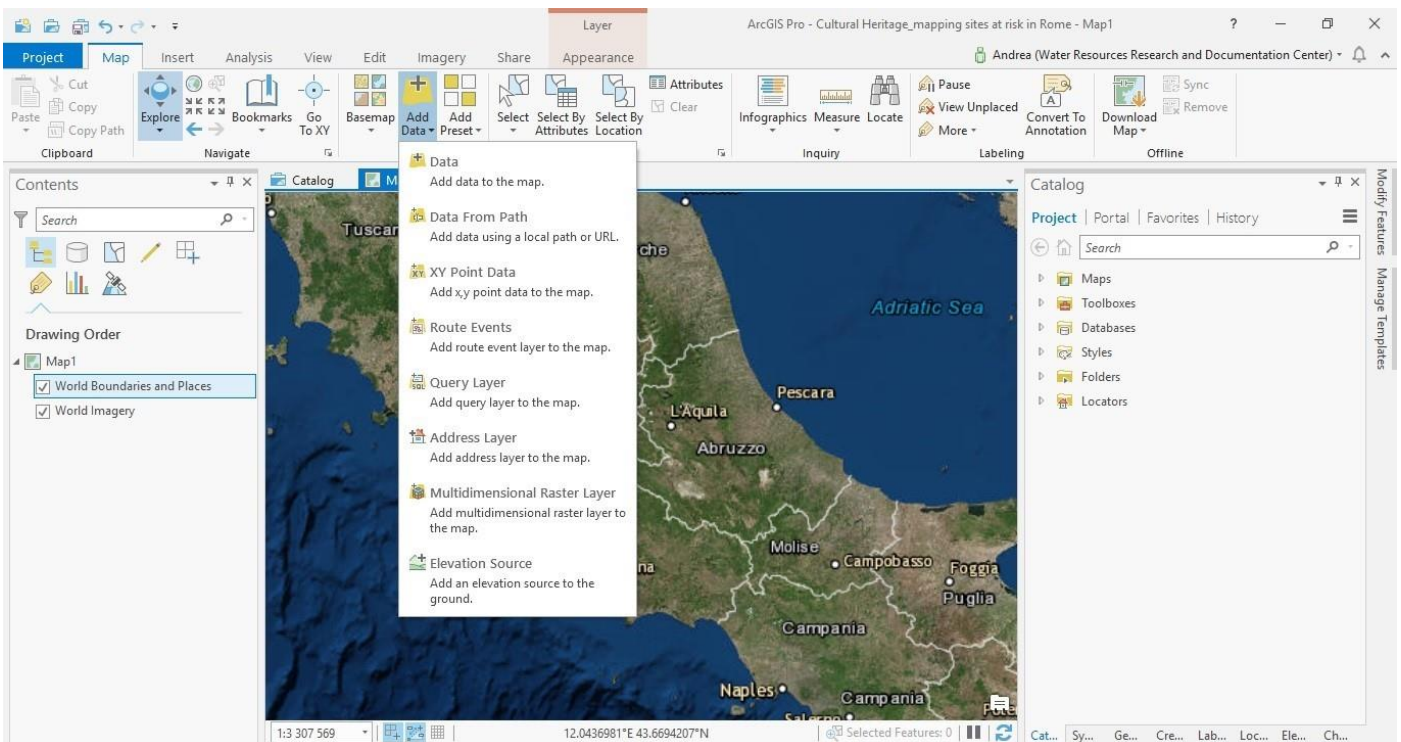 Layer
ArcGIS Pro - Cultural Heritage_mapping sites at risk in Rome - Map1
?
Project Map Insert Analysis View Edit Imagery Share Appearance
Andrea (Water Resources Research and Documentation Center)
Paste
Cut
Copy
Copy Path
Clipboard
Explore
Bookmarks
Go
To XY
Navigate
Basemap
Add
Data
Add
Preset
Select
Select By
Attributes
Select By
Location
Attributes
Clear
Infographics
Measure
Locate
Inquiry
Pause
View Unplaced
More
Labeling
Convert To
Annotation
Download
Map
Sync
Remove
Offline
Contents
Search
Drawing Order
Map1
World Boundaries and Places
World Imagery
Catalog
M
Data
Add data to the map.
Data From Path
Add data using a local path or URL.
XY Point Data
Add x,y point data to the map.
Route Events
Add route event layer to the map.
Query Layer
Add query layer to the map.
Address Layer
Add address layer to the map.
Multidimensional Raster Layer
Add multidimensional raster layer to
the map.
Elevation Source
Add an elevation source to the
ground.
Tuscan
che
Adriatic Sea
Pescara
L'Aquila
Abruzzo
Molise
Campobasso
Foggia
Puglia
na
Campania
Naples
Campania
Salerno
1:3 307 569
12.0436981°E 43.6694207°N
Selected Features: 0
Catalog
Project | Portal | Favorites | History
Search
Maps
Toolboxes
Databases
Styles
Folders
Locators
Cat... Sy... Ge... Cre... Lab... Loc... Ele... Ch...
Modify Features
Manage Templates